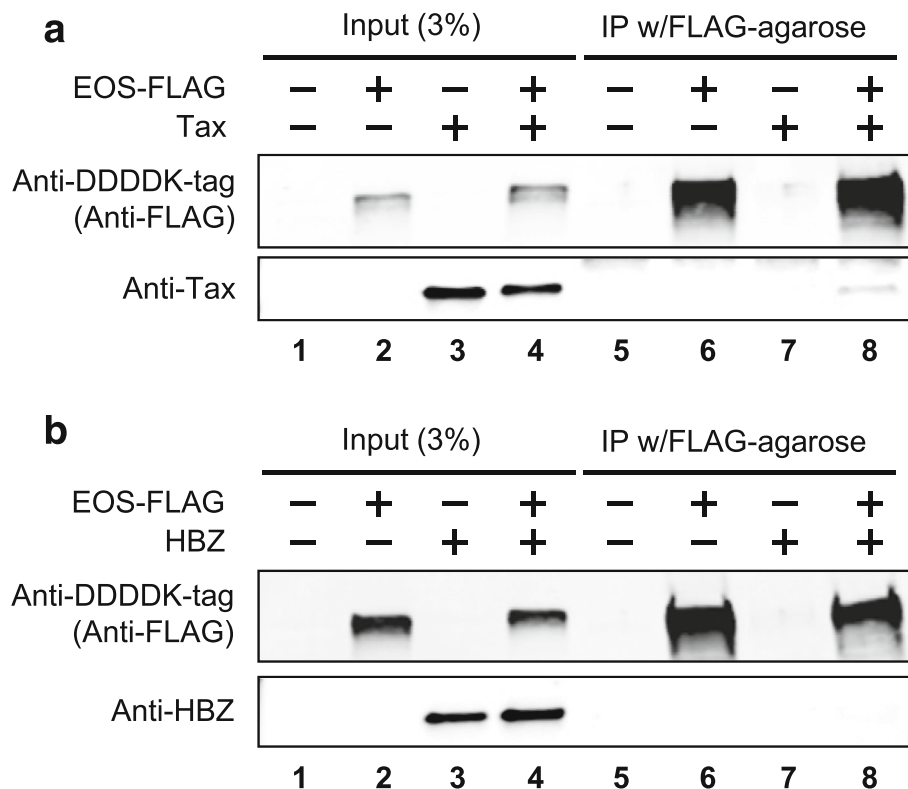 a
Input (3%) IP w/FLAG-agarose
EOS-FLAG − + − + − + − +
Tax − − + + − − + +
Anti-DDDDK-tag
(Anti-FLAG)
Anti-Tax
1 2 3 4 5 6 7 8
b
Input (3%) IP w/FLAG-agarose
EOS-FLAG − + − + − + − +
HBZ − − + + − − + +
Anti-DDDDK-tag
(Anti-FLAG)
Anti-HBZ
1 2 3 4 5 6 7 8